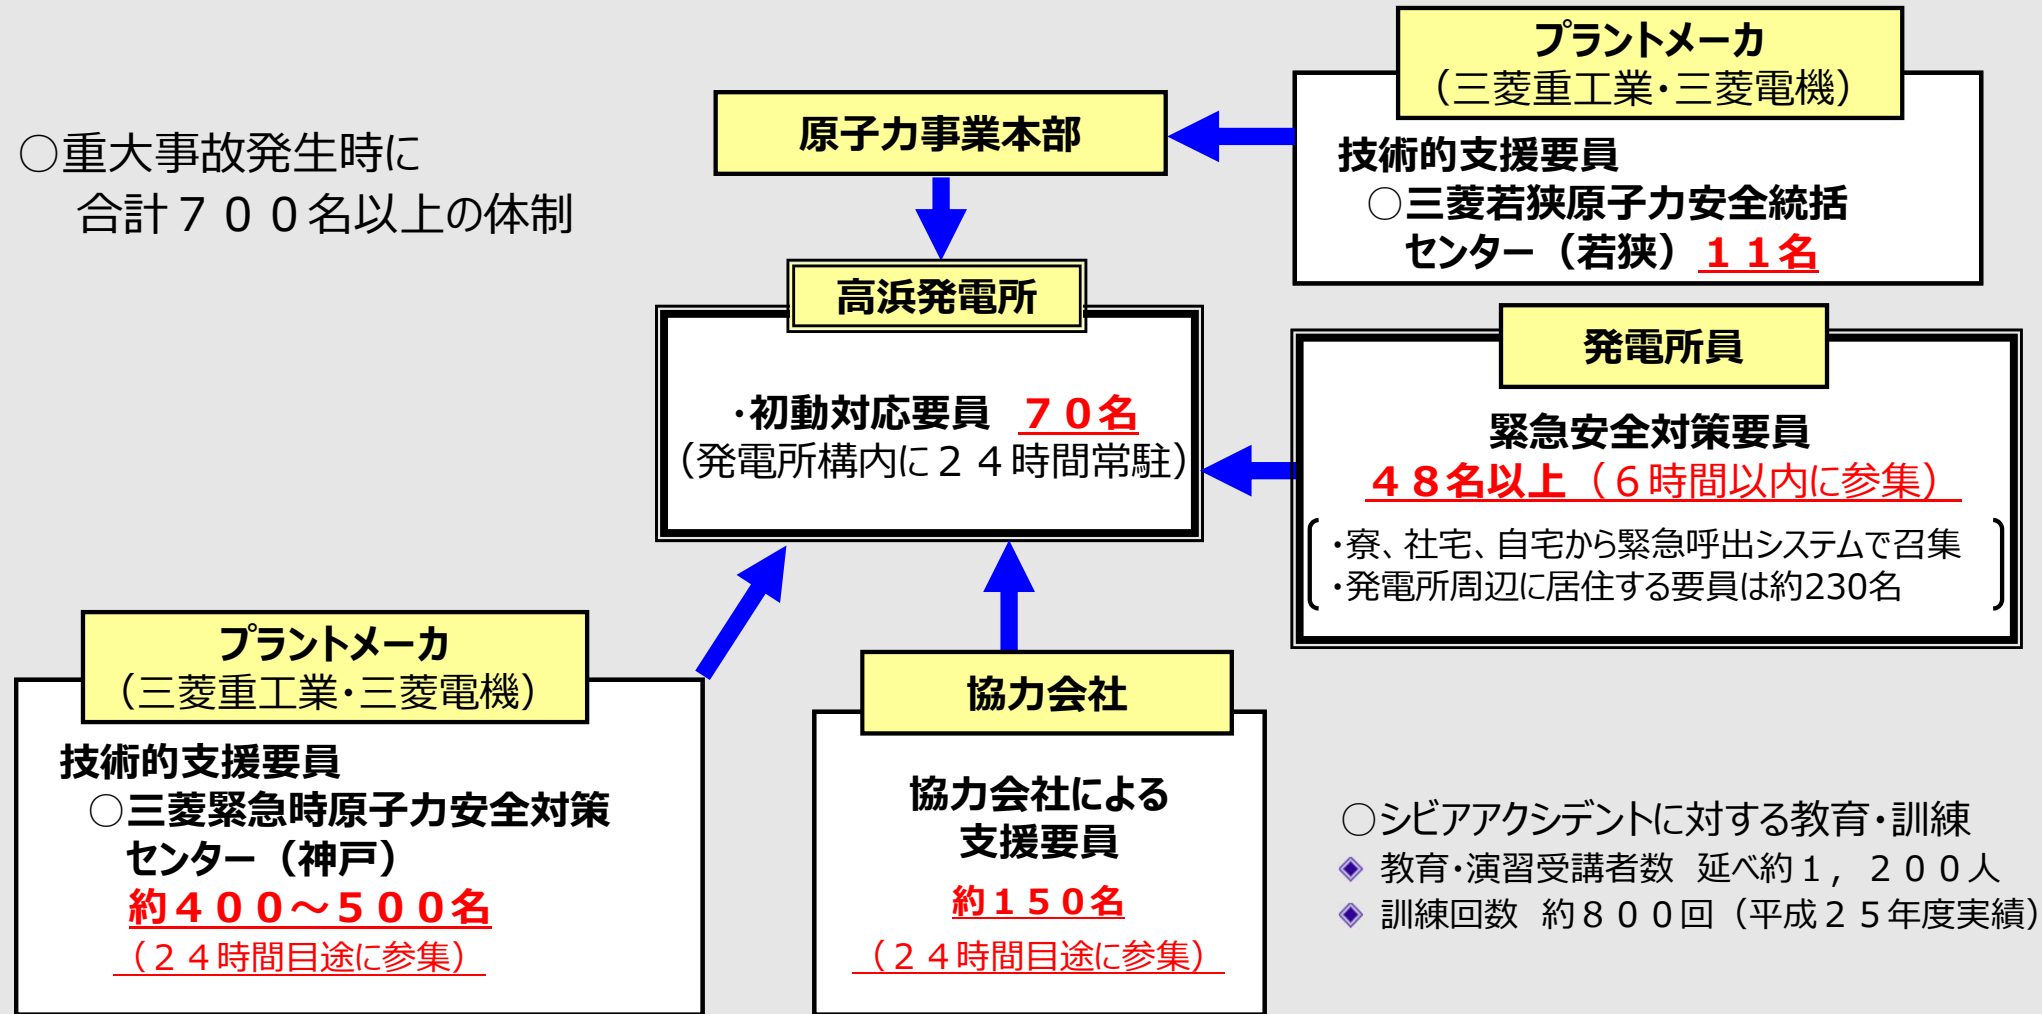 ○重大事故発生時に
合計７００名以上の体制
原子力事業本部
プラントメーカ
（三菱重工業・三菱電機）
技術的支援要員
○三菱若狭原子力安全統括
センター（若狭）１１名
高浜発電所
・初動対応要員　７０名
（発電所構内に２４時間常駐）
発電所員
緊急安全対策要員
４８名以上（６時間以内に参集）
・寮、社宅、自宅から緊急呼出システムで召集
・発電所周辺に居住する要員は約230名
プラントメーカ
（三菱重工業・三菱電機）
技術的支援要員
○三菱緊急時原子力安全対策
センター（神戸）
約４００～５００名
（２４時間目途に参集）
協力会社
協力会社による
支援要員
約１５０名
（２４時間目途に参集）
○シビアアクシデントに対する教育・訓練
教育・演習受講者数　延べ約１，２００人
訓練回数　約８００回（平成２５年度実績）